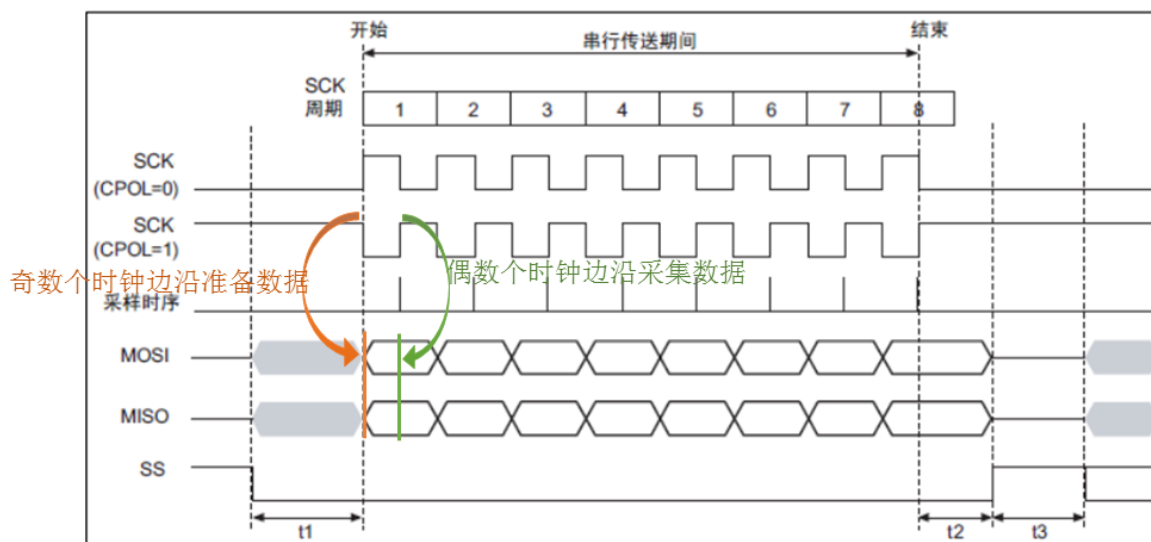 开始
结束
串行传送期间
SCK
周期
1 2 3 4 5 6 7 8
SCK
(CPOL=0)
SCK
(CPOL=1)
奇数个时钟边沿准备数据
偶数个时钟边沿采集数据
采样时序
MOSI
MISO
SS
t1
t2
t3